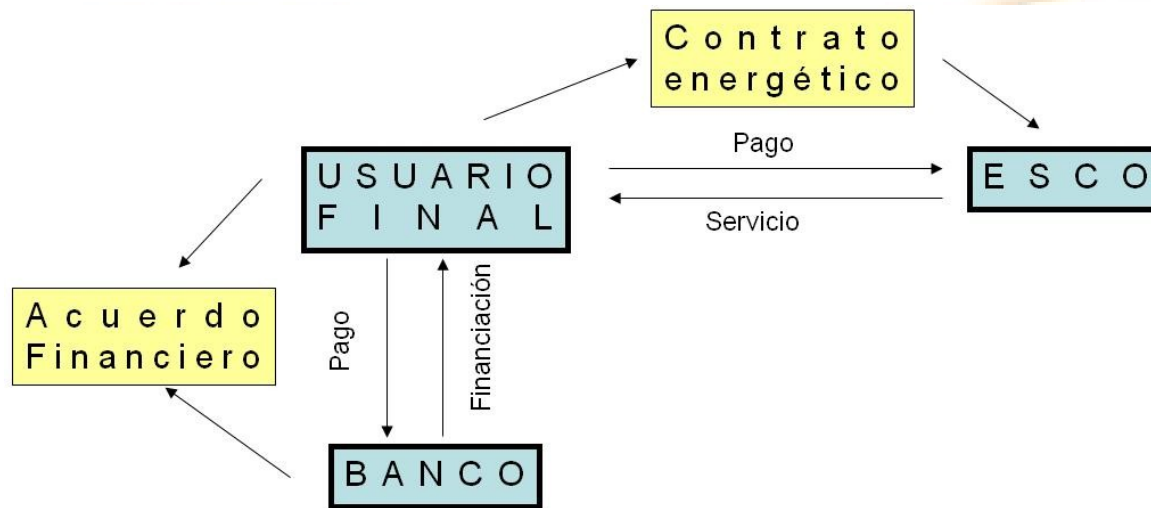 Contrato
energético
Pago
USUARIO
FINAL
ESCO
Servicio
Acuerdo
Financiero
Pago
Financiación
BANCO